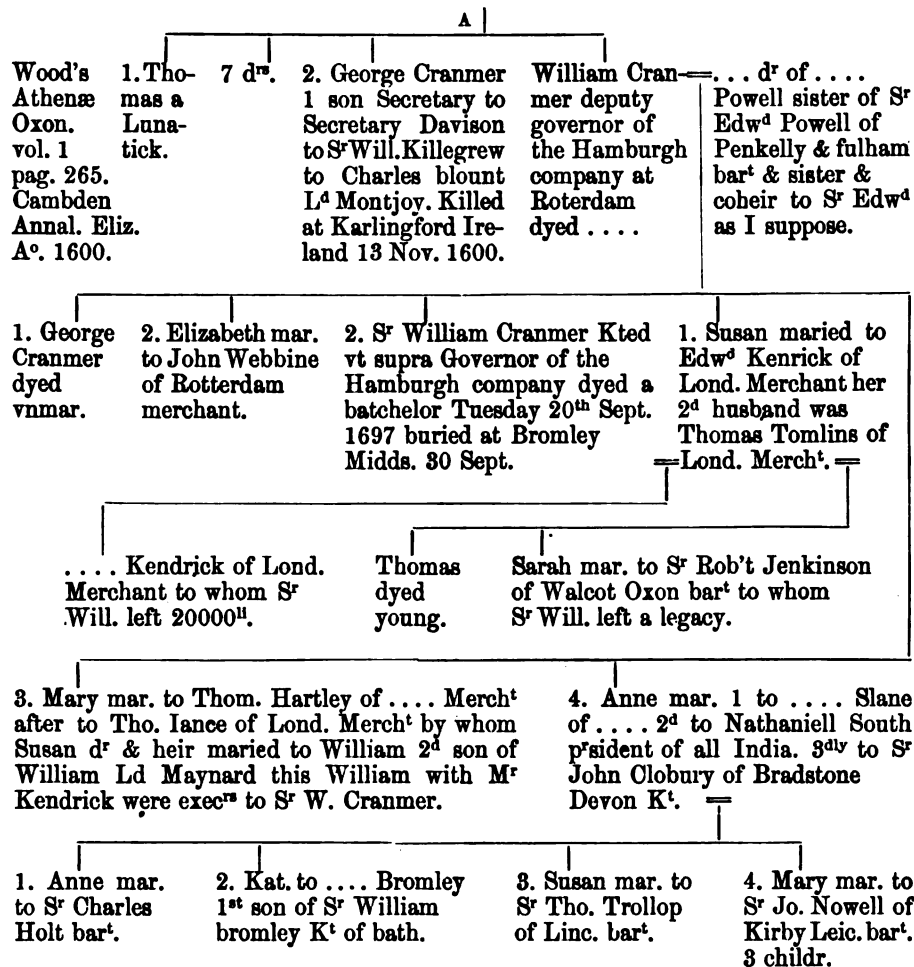 A
Wood's
Athenæ
Oxon.
vol. 1
pag. 265.
Cambden
Annal. Eliz.
Aº. 1600.
1. Tho-
mas a
Luna-
tick.
7 dʳˢ.
2. George Cranmer
1 son Secretary to
Secretary Davison
to Sʳ Will. Killegrew
to Charles blount
Lᵈ Montjoy. Killed
at Karlingford Ire-
land 13 Nov. 1600.
William Cran-
mer deputy
governor of
the Hamburgh
company at
Roterdam
dyed ....
... dʳ of ....
Powell sister of Sʳ
Edwᵈ Powell of
Penkelly & fulham
barᵗ & sister &
coheir to Sʳ Edwᵈ
as I suppose.
1. George
Cranmer
dyed
vnmar.
2. Elizabeth mar.
to John Webbine
of Rotterdam
merchant.
2. Sʳ William Cranmer Kted
vt supra Governor of the
Hamburgh company dyed a
batchelor Tuesday 20ᵗʰ Sept.
1697 buried at Bromley
Midds. 30 Sept.
1. Susan maried to
Edwᵈ Kenrick of
Lond. Merchant her
2ᵈ husband was
Thomas Tomlins of
Lond. Merchᵗ.
.... Kendrick of Lond.
Merchant to whom Sʳ
Will. left 20000ˡⁱ.
Thomas
dyed
young.
Sarah mar. to Sʳ Rob't Jenkinson
of Walcot Oxon barᵗ to whom
Sʳ Will. left a legacy.
3. Mary mar. to Thom. Hartley of .... Merchᵗ
after to Tho. Iance of Lond. Merchᵗ by whom
Susan dʳ & heir maried to William 2ᵈ son of
William Ld Maynard this William with Mʳ
Kendrick were execʳˢ to Sʳ W. Cranmer.
4. Anne mar. 1 to .... Slane
of .... 2ᵈ to Nathaniell South
pʳsident of all India. 3ᵈˡʸ to Sʳ
John Clobury of Bradstone
Devon Kᵗ.
1. Anne mar.
to Sʳ Charles
Holt barᵗ.
2. Kat. to .... Bromley
1ˢᵗ son of Sʳ William
bromley Kᵗ of bath.
3. Susan mar. to
Sʳ Tho. Trollop
of Linc. barᵗ.
4. Mary mar. to
Sʳ Jo. Nowell of
Kirby Leic. barᵗ.
3 childr.